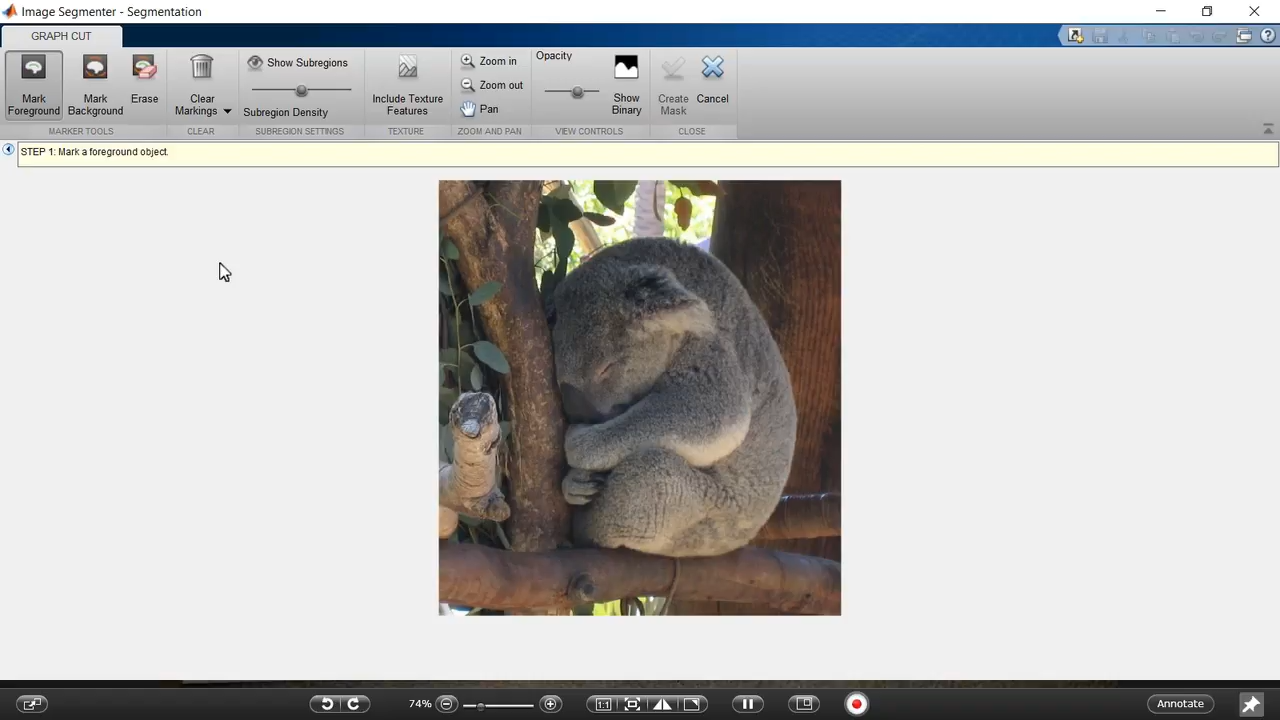 Image Segmenter - Segmentation
GRAPH CUT
Mark Foreground
Mark Background
Erase
MARKER TOOLS
Clear Markings
CLEAR
Show Subregions
Subregion Density
SUBREGION SETTINGS
Include Texture Features
TEXTURE
Zoom in
Zoom out
Pan
ZOOM AND PAN
Opacity
Show Binary
VIEW CONTROLS
Create Mask
Cancel
CLOSE
STEP 1: Mark a foreground object.
74%
1:1
Annotate